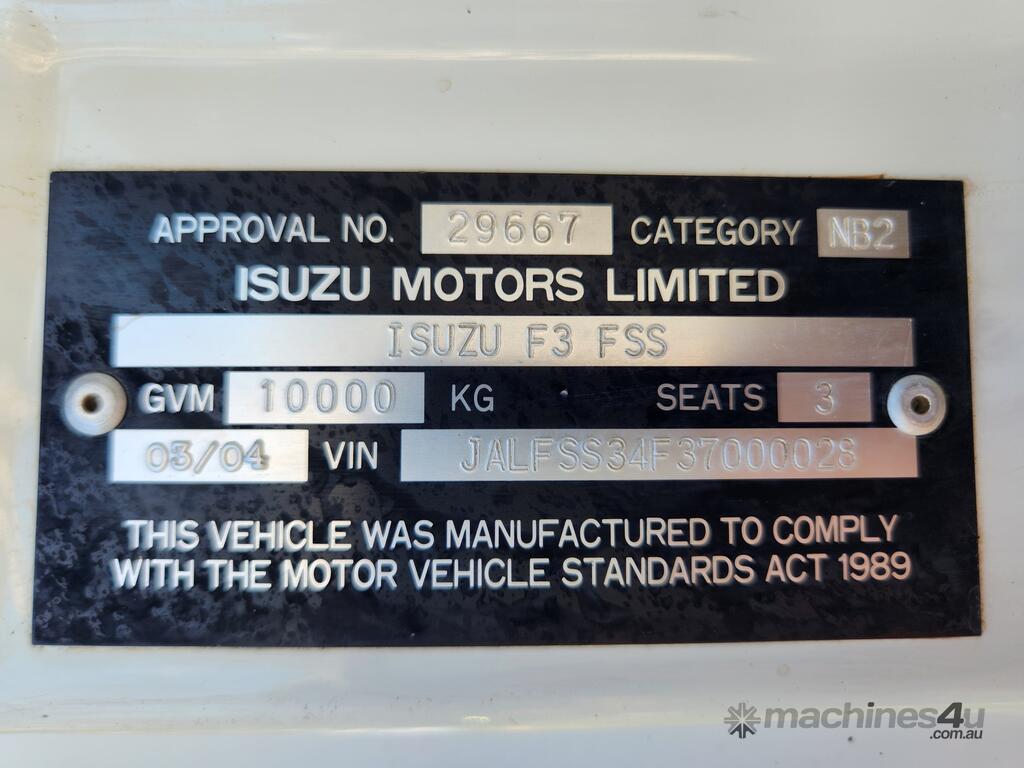 APPROVAL NO. 29667 CATEGORY NB2
ISUZU MOTORS LIMITED
ISUZU F3 FSS
GVM 10000 KG SEATS 3
03/04 VIN JALFSS34F37000028
THIS VEHICLE WAS MANUFACTURED TO COMPLY
WITH THE MOTOR VEHICLE STANDARDS ACT 1989
machines4u
.com.au